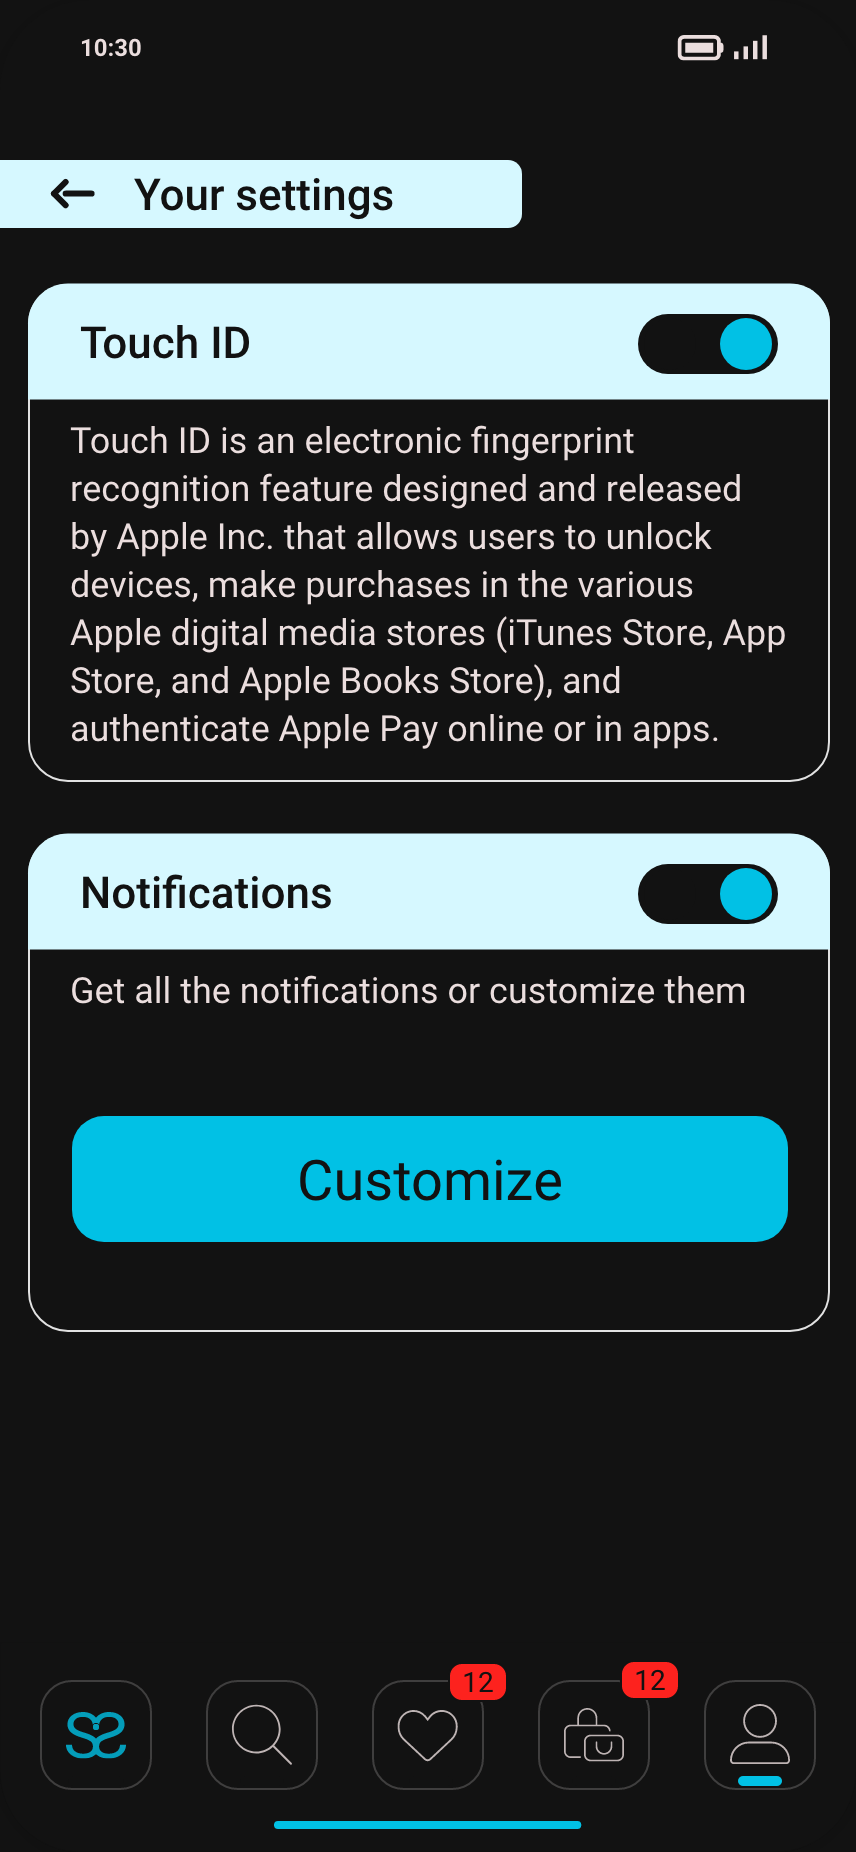 10:30
Your settings
Touch ID
Touch ID is an electronic fingerprint
recognition feature designed and released
by Apple Inc. that allows users to unlock
devices, make purchases in the various
Apple digital media stores (iTunes Store, App
Store, and Apple Books Store), and
authenticate Apple Pay online or in apps.
Notifications
Get all the notifications or customize them
Customize
12
12